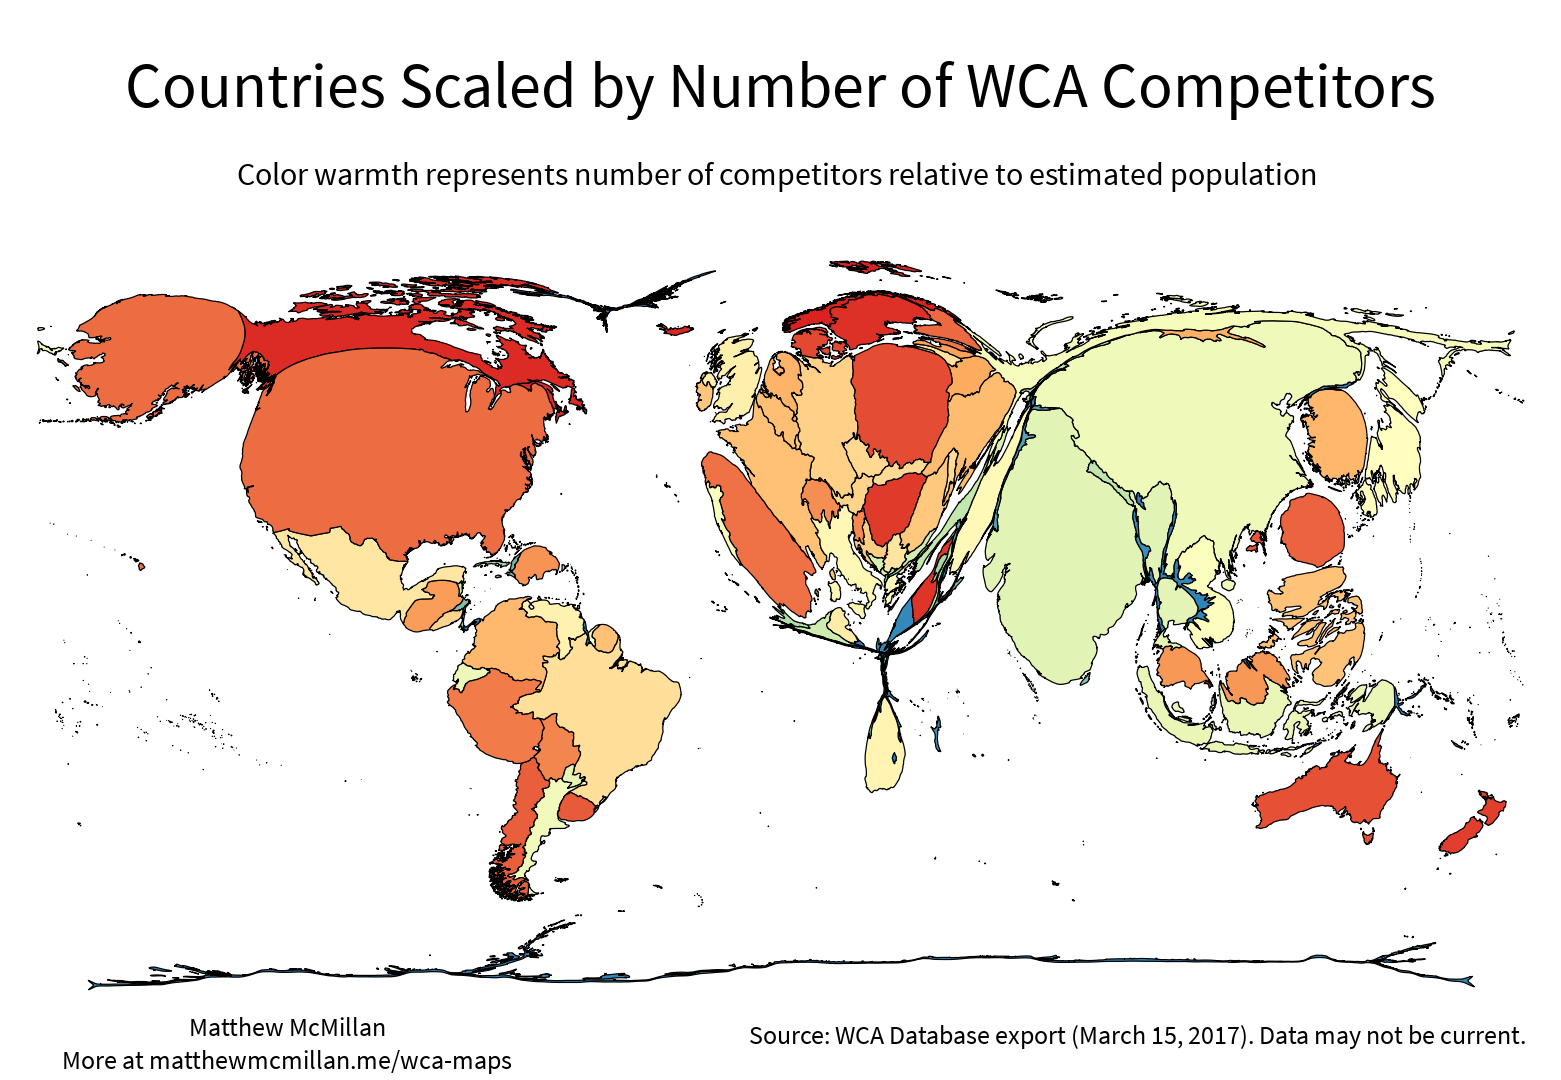 Countries Scaled by Number of WCA Competitors
Color warmth represents number of competitors relative to estimated population
Matthew McMillan
More at matthewmcmillan.me/wca-maps
Source: WCA Database export (March 15, 2017). Data may not be current.